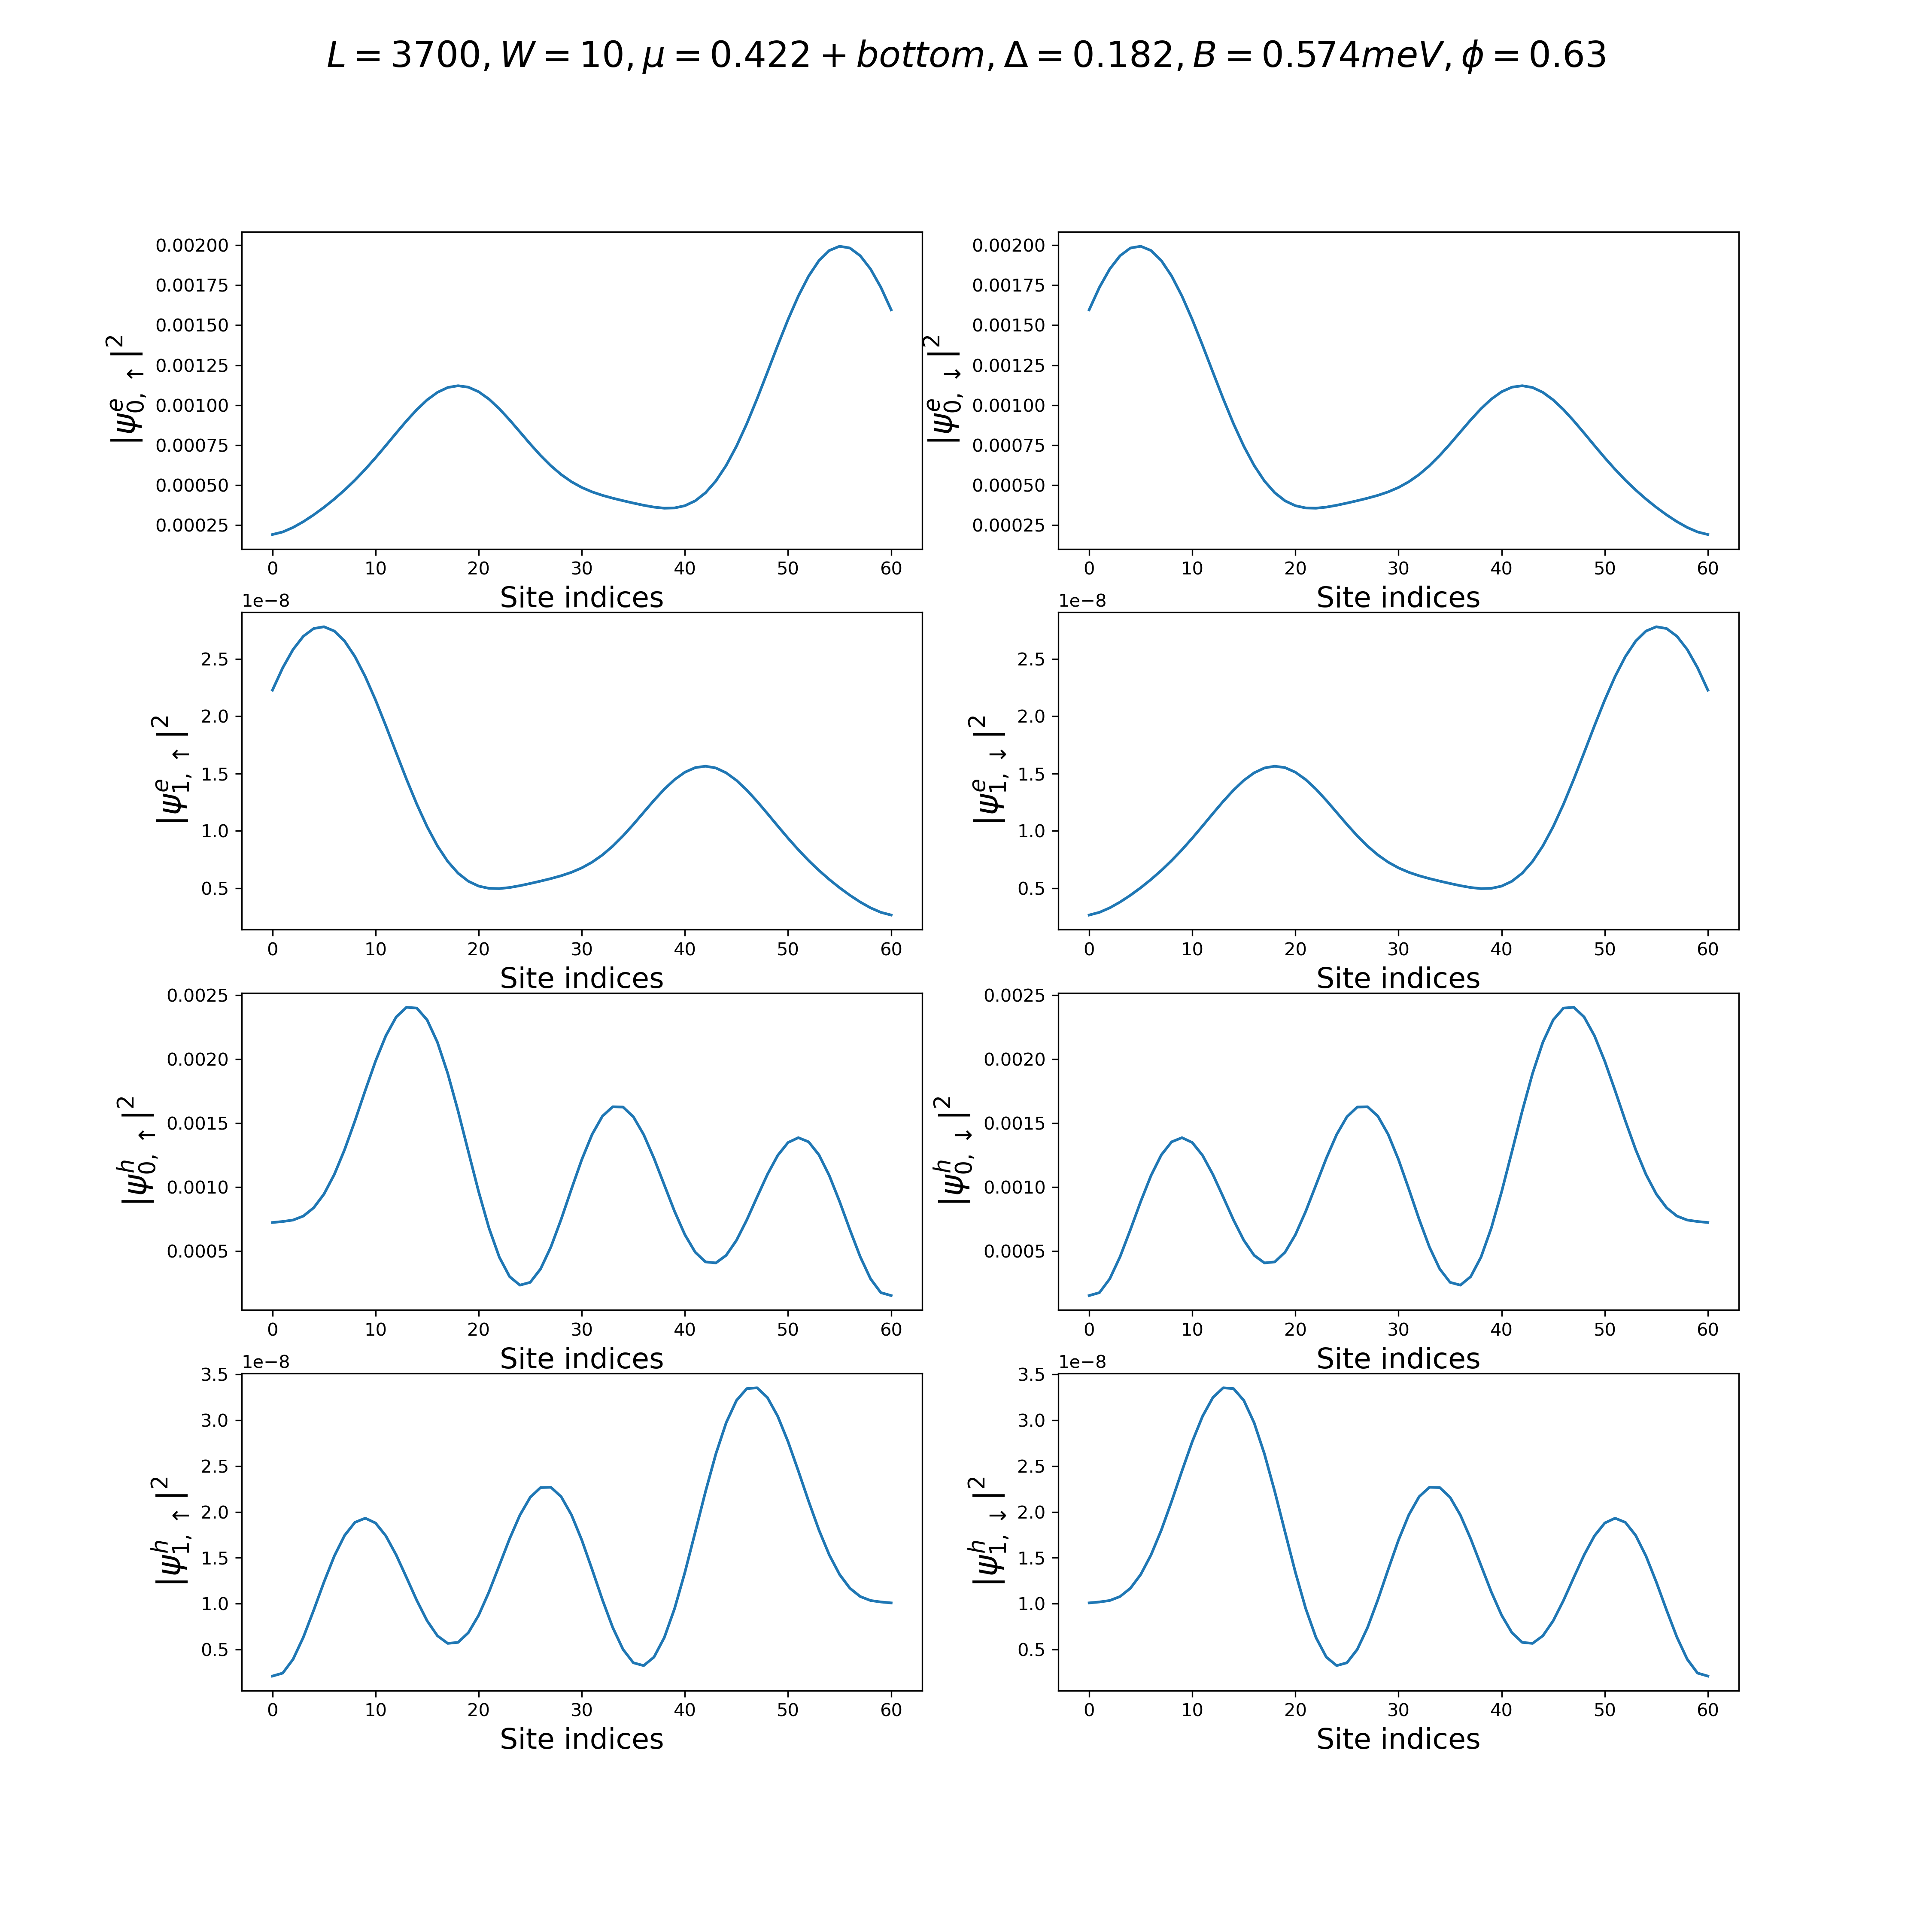 L = 3700, W = 10, μ = 0.422 + bottom, Δ = 0.182, B = 0.574meV, ϕ = 0.63
|ψ^e_{0, ↑}|^2
0.00200
0.00175
0.00150
0.00125
0.00100
0.00075
0.00050
0.00025
0 10 20 30 40 50 60
Site indices
|ψ^e_{0, ↓}|^2
0.00200
0.00175
0.00150
0.00125
0.00100
0.00075
0.00050
0.00025
0 10 20 30 40 50 60
Site indices
1e−8
|ψ^e_{1, ↑}|^2
2.5
2.0
1.5
1.0
0.5
0 10 20 30 40 50 60
Site indices
1e−8
|ψ^e_{1, ↓}|^2
2.5
2.0
1.5
1.0
0.5
0 10 20 30 40 50 60
Site indices
|ψ^h_{0, ↑}|^2
0.0025
0.0020
0.0015
0.0010
0.0005
0 10 20 30 40 50 60
Site indices
|ψ^h_{0, ↓}|^2
0.0025
0.0020
0.0015
0.0010
0.0005
0 10 20 30 40 50 60
Site indices
1e−8
|ψ^h_{1, ↑}|^2
3.5
3.0
2.5
2.0
1.5
1.0
0.5
0 10 20 30 40 50 60
Site indices
1e−8
|ψ^h_{1, ↓}|^2
3.5
3.0
2.5
2.0
1.5
1.0
0.5
0 10 20 30 40 50 60
Site indices